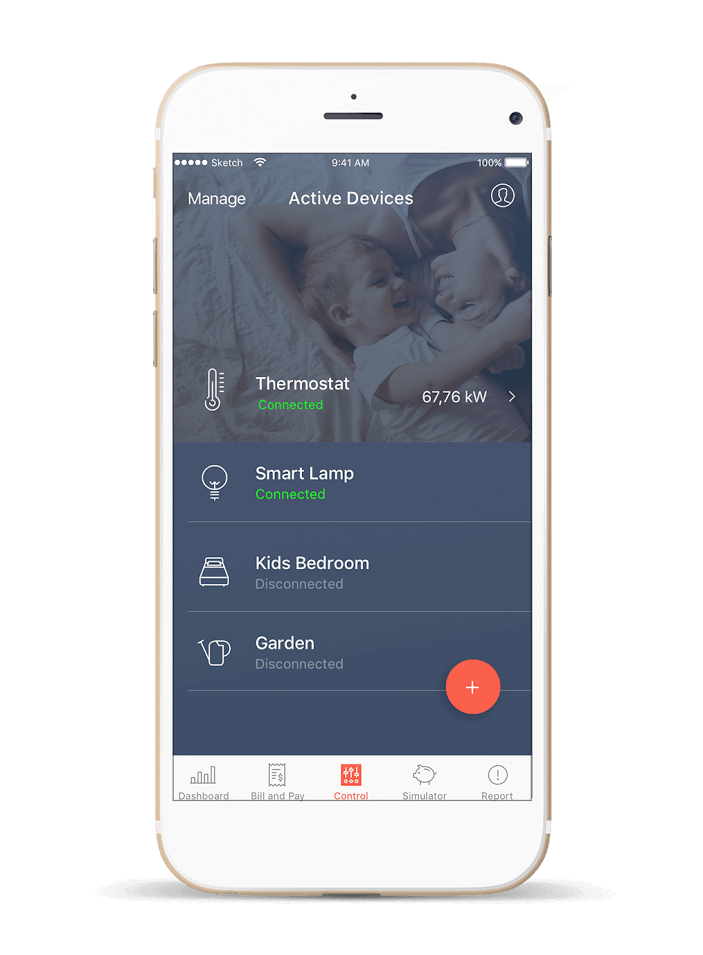 Sketch 9:41 AM 100%
Manage Active Devices
Thermostat
Connected
67,76 kW
Smart Lamp
Connected
Kids Bedroom
Disconnected
Garden
Disconnected
+
Dashboard Bill and Pay Control Simulator Report